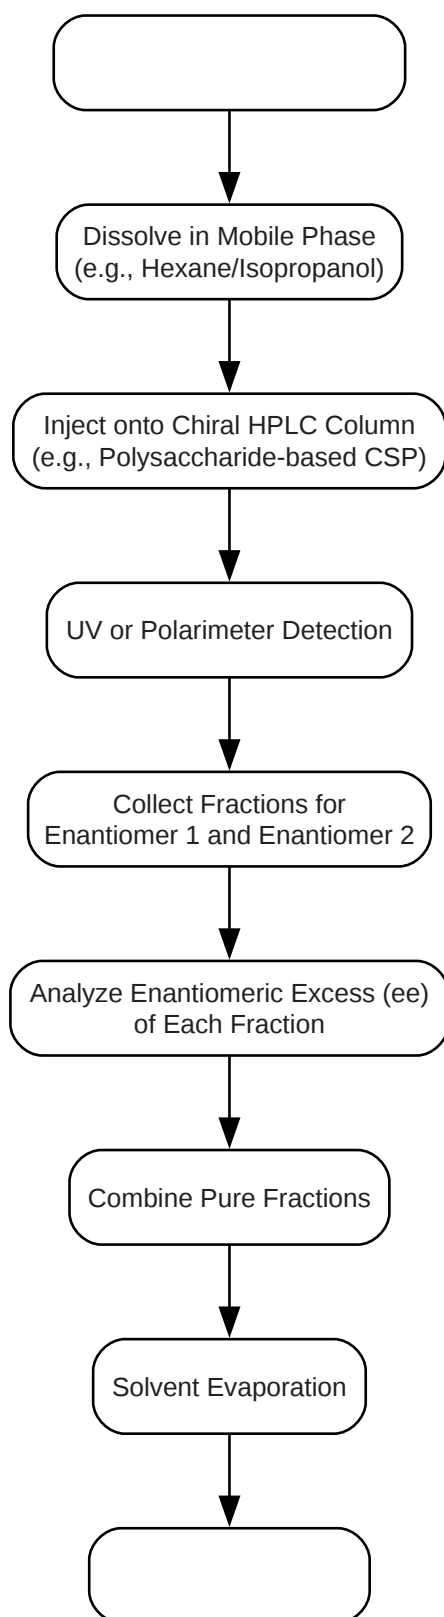 Dissolve in Mobile Phase
(e.g., Hexane/Isopropanol)
Inject onto Chiral HPLC Column
(e.g., Polysaccharide-based CSP)
UV or Polarimeter Detection
Collect Fractions for
Enantiomer 1 and Enantiomer 2
Analyze Enantiomeric Excess (ee)
of Each Fraction
Combine Pure Fractions
Solvent Evaporation